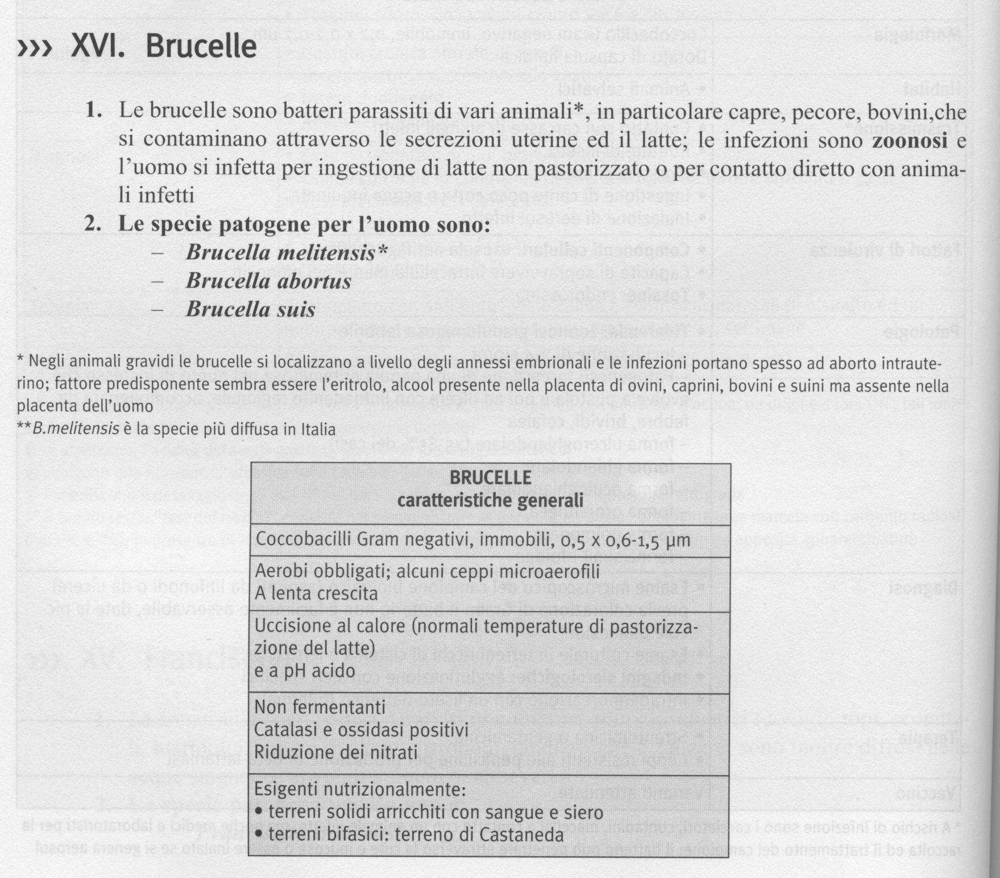 ››› XVI. Brucelle
1. Le brucelle sono batteri parassiti di vari animali*, in particolare capre, pecore, bovini,che
si contaminano attraverso le secrezioni uterine ed il latte; le infezioni sono zoonosi e
l'uomo si infetta per ingestione di latte non pastorizzato o per contatto diretto con anima-
li infetti
2. Le specie patogene per l'uomo sono:
– Brucella melitensis*
– Brucella abortus
– Brucella suis
* Negli animali gravidi le brucelle si localizzano a livello degli annessi embrionali e le infezioni portano spesso ad aborto intraute-
rino; fattore predisponente sembra essere l'eritrolo, alcool presente nella placenta di ovini, caprini, bovini e suini ma assente nella
placenta dell'uomo
**B.melitensis è la specie più diffusa in Italia
BRUCELLE
caratteristiche generali
Coccobacilli Gram negativi, immobili, 0,5 x 0,6-1,5 µm
Aerobi obbligati; alcuni ceppi microaerofili
A lenta crescita
Uccisione al calore (normali temperature di pastorizza-
zione del latte)
e a pH acido
Non fermentanti
Catalasi e ossidasi positivi
Riduzione dei nitrati
Esigenti nutrizionalmente:
• terreni solidi arricchiti con sangue e siero
• terreni bifasici: terreno di Castaneda